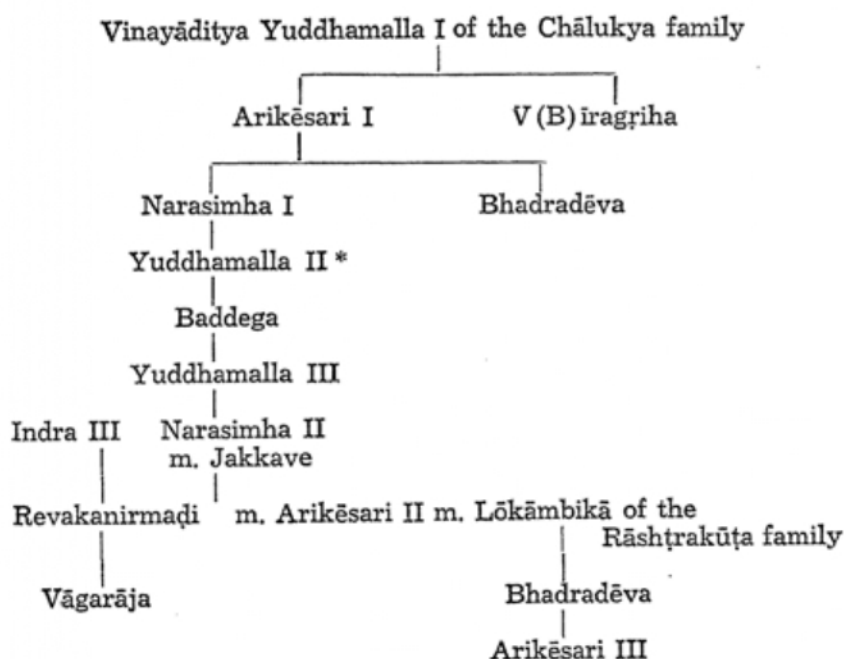 Vinayāditya Yuddhamalla I of the Chālukya family
Arikēsari I V (B) īragṛiha
Narasimha I Bhadradēva
Yuddhamalla II *
Baddega
Yuddhamalla III
Indra III Narasimha II
m. Jakkave
Revakanirmaḍi m. Arikēsari II m. Lōkāmbikā of the
Rāshṭrakūṭa family
Vāgarāja Bhadradēva
Arikēsari III